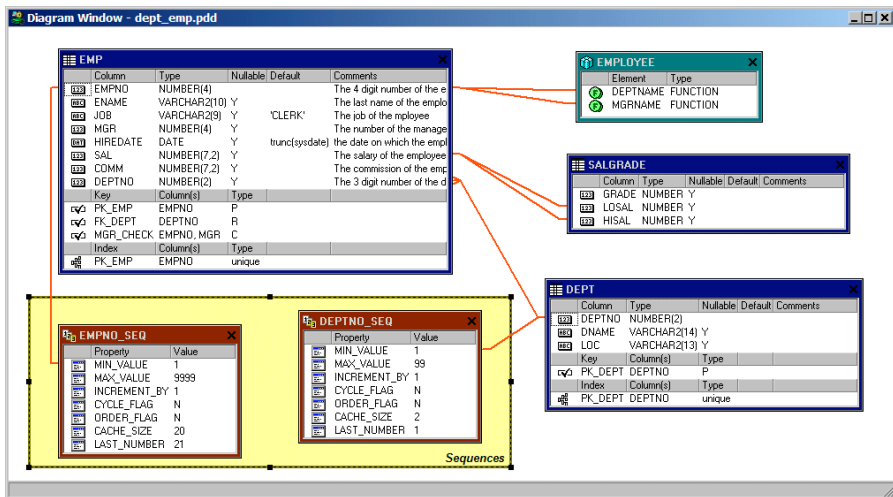 Diagram Window - dept_emp.pdd
EMP
Column Type Nullable Default Comments
EMPNO NUMBER(4) The 4 digit number of the e
ENAME VARCHAR2(10) Y The last name of the emplo
JOB VARCHAR2(9) Y 'CLERK' The job of the mployee
MGR NUMBER(4) Y The number of the manage
HIREDATE DATE Y trunc(sysdate) the date on which the empl
SAL NUMBER(7,2) Y The salary of the employee
COMM NUMBER(7,2) Y The commission of the emp
DEPTNO NUMBER(2) Y The 3 digit number of the d
Key Column(s) Type
PK_EMP EMPNO P
FK_DEPT DEPTNO R
MGR_CHECK EMPNO, MGR C
Index Column(s) Type
PK_EMP EMPNO unique
EMPLOYEE
Element Type
DEPTNAME FUNCTION
MGRNAME FUNCTION
SALGRADE
Column Type Nullable Default Comments
GRADE NUMBER Y
LOSAL NUMBER Y
HISAL NUMBER Y
DEPT
Column Type Nullable Default Comments
DEPTNO NUMBER(2)
DNAME VARCHAR2(14) Y
LOC VARCHAR2(13) Y
Key Column(s) Type
PK_DEPT DEPTNO P
Index Column(s) Type
PK_DEPT DEPTNO unique
EMPNO_SEQ
Property Value
MIN_VALUE 1
MAX_VALUE 9999
INCREMENT_BY 1
CYCLE_FLAG N
ORDER_FLAG N
CACHE_SIZE 20
LAST_NUMBER 21
DEPTNO_SEQ
Property Value
MIN_VALUE 1
MAX_VALUE 99
INCREMENT_BY 1
CYCLE_FLAG N
ORDER_FLAG N
CACHE_SIZE 2
LAST_NUMBER 1
Sequences